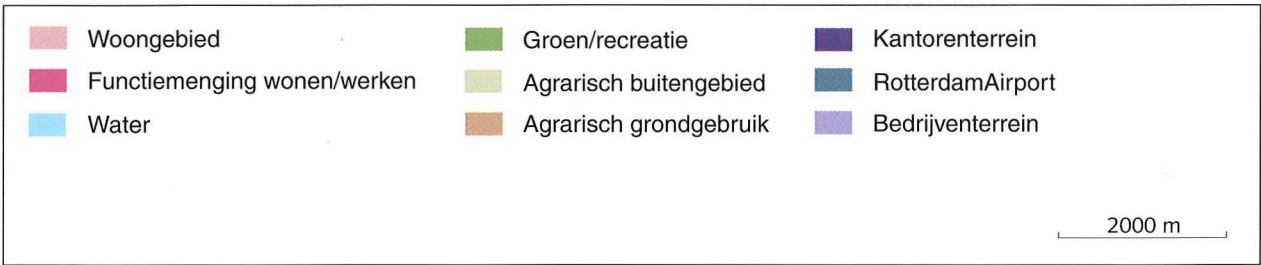 Woongebied
Functiemenging wonen/werken
Water
Groen/recreatie
Agrarisch buitengebied
Agrarisch grondgebruik
Kantorenterrein
RotterdamAirport
Bedrijventerrein
2000 m